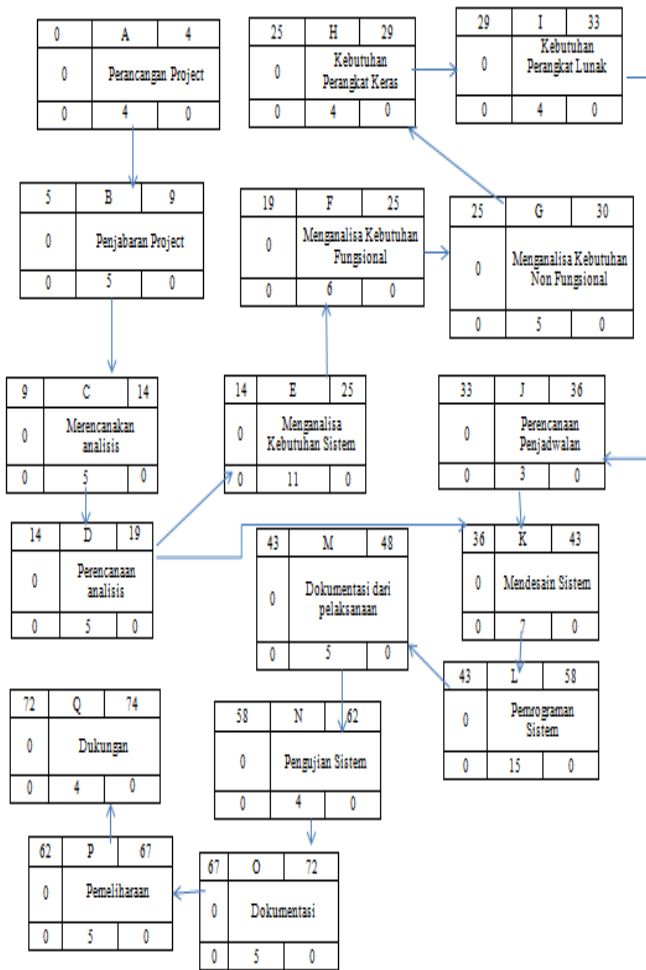 0 A 4
0 Perancangan Project
0 4 0
25 H 29
0 Kebutuhan
Perangkat Keras
0 4 0
29 I 33
0 Kebutuhan
Perangkat Lunak
0 4 0
5 B 9
0 Penjabaran Project
0 5 0
19 F 25
0 Menganalisa Kebutuhan
Fungsional
0 6 0
25 G 30
0 Menganalisa Kebutuhan
Non Fungsional
0 5 0
9 C 14
0 Merencanakan
analisis
0 5 0
14 E 25
0 Menganalisa
Kebutuhan Sistem
0 11 0
33 J 36
0 Perencanaan
Penjadwalan
0 3 0
14 D 19
0 Perencanaan
analisis
0 5 0
43 M 48
0 Dokumentasi dari
pelaksanaan
0 5 0
36 K 43
0 Mendesain Sistem
0 7 0
43 L 58
0 Pemrograman
Sistem
0 15 0
72 Q 74
0 Dukungan
0 4 0
58 N 62
0 Pengujian Sistem
0 4 0
62 P 67
0 Pemeliharaan
0 5 0
67 O 72
0 Dokumentasi
0 5 0